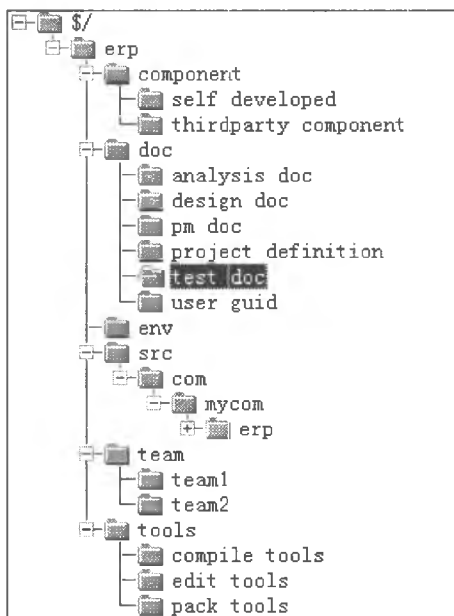 $/
erp
component
self developed
thirdparty component
doc
analysis doc
design doc
pm doc
project definition
test doc
user guid
env
src
com
mycom
erp
team
team1
team2
tools
compile tools
edit tools
pack tools